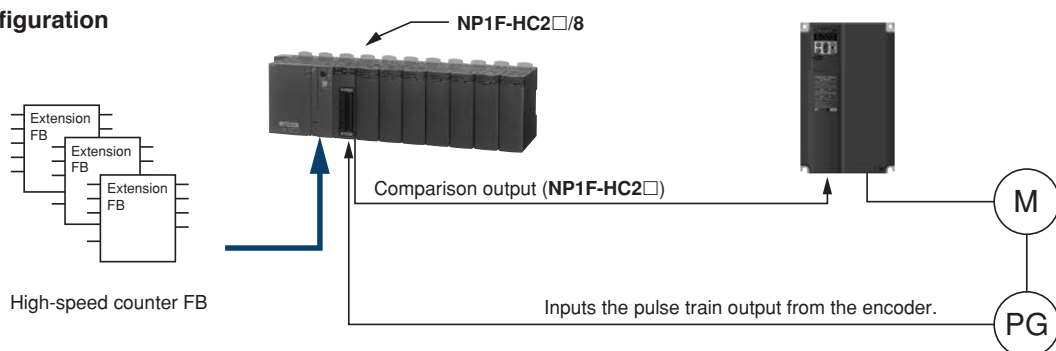 figuration
NP1F-HC2□/8
Extension
FB
Extension
FB
Extension
FB
Comparison output (NP1F-HC2□)
M
High-speed counter FB
Inputs the pulse train output from the encoder.
PG